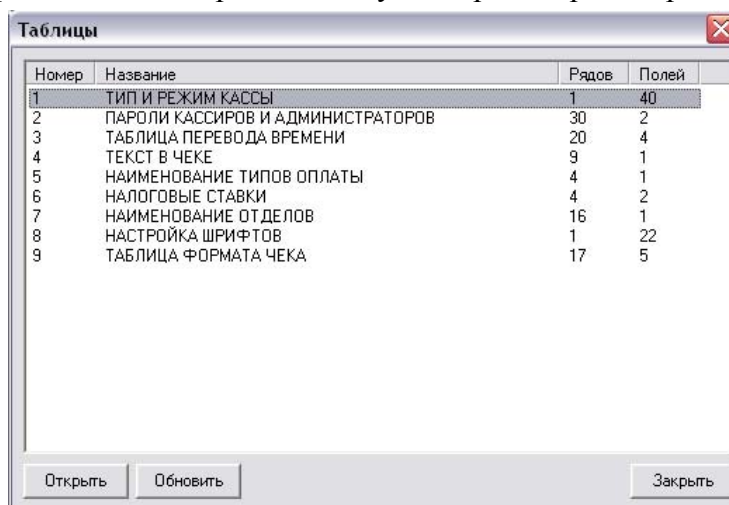 Таблицы
Номер Название Рядов Полей
1 ТИП И РЕЖИМ КАССЫ 1 40
2 ПАРОЛИ КАССИРОВ И АДМИНИСТРАТОРОВ 30 2
3 ТАБЛИЦА ПЕРЕВОДА ВРЕМЕНИ 20 4
4 ТЕКСТ В ЧЕКЕ 9 1
5 НАИМЕНОВАНИЕ ТИПОВ ОПЛАТЫ 4 1
6 НАЛОГОВЫЕ СТАВКИ 4 2
7 НАИМЕНОВАНИЕ ОТДЕЛОВ 16 1
8 НАСТРОЙКА ШРИФТОВ 1 22
9 ТАБЛИЦА ФОРМАТА ЧЕКА 17 5
Открыть Обновить Закрыть